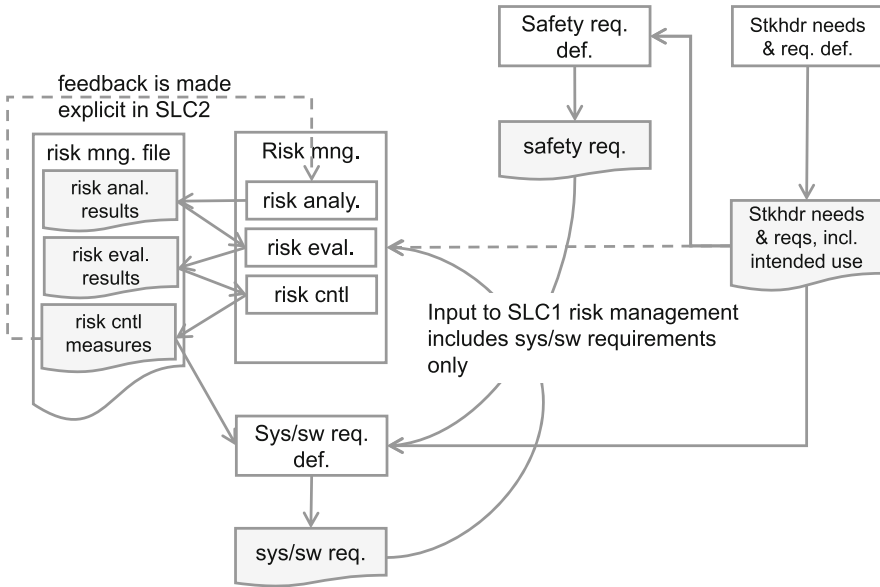 Safety req.
def.
Stkhdr needs
& req. def.
feedback is made
explicit in SLC2
risk mng. file
Risk mng.
safety req.
risk anal.
results
risk analy.
Stkhdr needs
& reqs, incl.
intended use
risk eval.
results
risk eval.
risk cntl
risk cntl
measures
Input to SLC1 risk management
includes sys/sw requirements
only
Sys/sw req.
def.
sys/sw req.